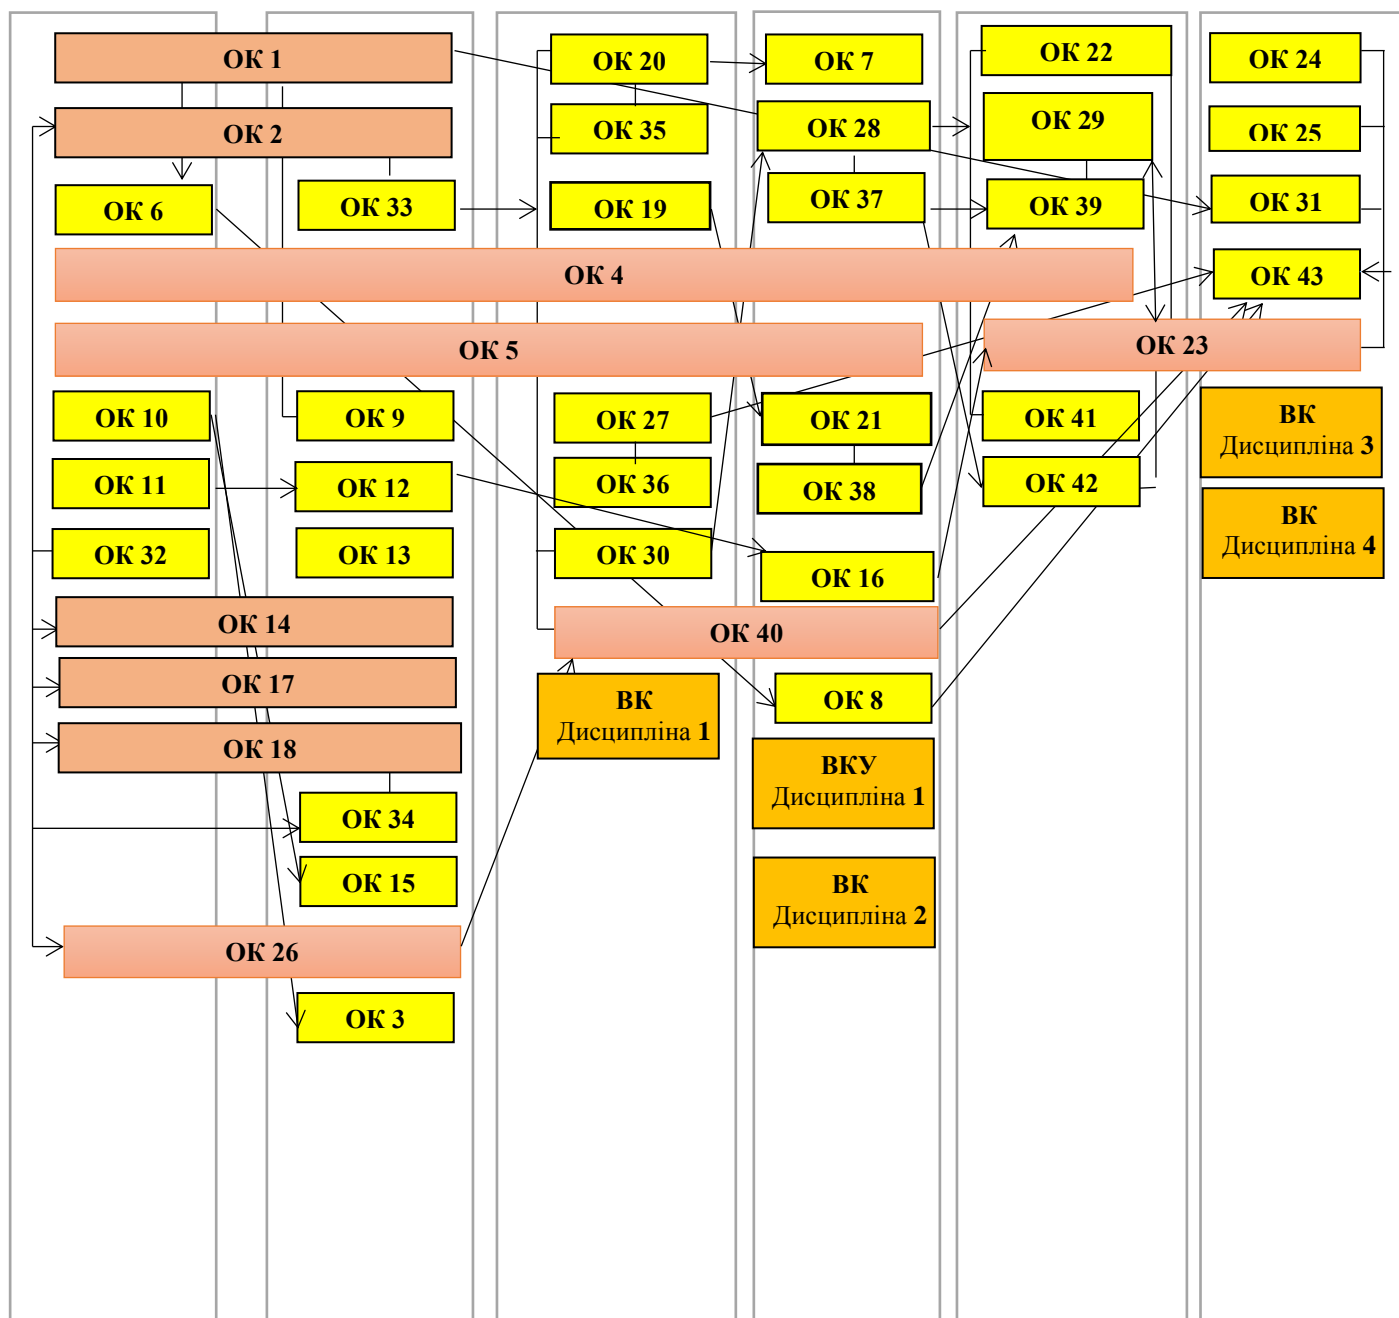 ОК 1
ОК 20
ОК 7
ОК 22
ОК 24
ОК 2
ОК 35
ОК 28
ОК 29
ОК 25
ОК 6
ОК 33
ОК 19
ОК 37
ОК 39
ОК 31
ОК 4
ОК 43
ОК 5
ОК 23
ОК 10
ОК 9
ОК 27
ОК 21
ОК 41
ВК
Дисципліна 3
ОК 11
ОК 12
ОК 36
ОК 38
ОК 42
ВК
Дисципліна 4
ОК 32
ОК 13
ОК 30
ОК 16
ОК 14
ОК 40
ОК 17
ВК
Дисципліна 1
ОК 8
ОК 18
ВКУ
Дисципліна 1
ОК 34
ОК 15
ВК
Дисципліна 2
ОК 26
ОК 3